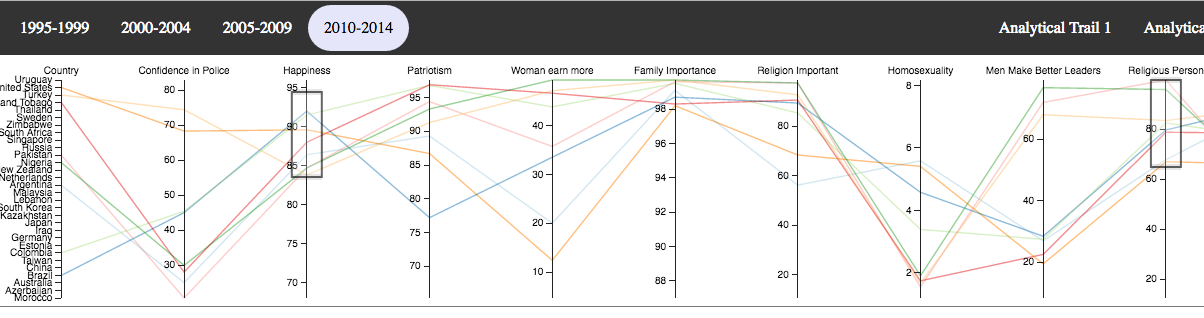 1995-1999 2000-2004 2005-2009 2010-2014 Analytical Trail 1 Analytica
Country Confidence in Police Happiness Patriotism Woman earn more Family Importance Religion Important Homosexuality Men Make Better Leaders Religious Person
Uruguay
nited States
Turkey
and Tobago
Thailand
Sweden
Zimbabwe
South Africa
Singapore
Russia
Pakistan
Nigeria
ew Zealand
Netherlands
Argentina
Malaysia
Lebanon
South Korea
Kazakhstan
Japan
Iraq
Germany
Estonia
Colombia
Taiwan
China
Brazil
Australia
Azerbaijan
Morocco
80
70
60
50
40
30
95
90
85
80
75
70
95
90
85
80
75
70
40
30
20
10
98
96
94
92
90
88
80
60
40
20
8
6
4
2
60
40
20
80
60
40
20